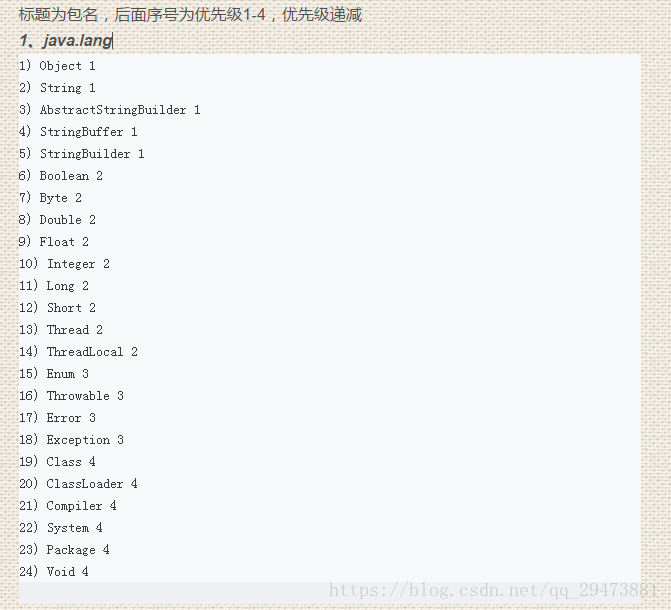 标题为包名，后面序号为优先级1-4，优先级递减
1、java.lang
1) Object 1
2) String 1
3) AbstractStringBuilder 1
4) StringBuffer 1
5) StringBuilder 1
6) Boolean 2
7) Byte 2
8) Double 2
9) Float 2
10) Integer 2
11) Long 2
12) Short 2
13) Thread 2
14) ThreadLocal 2
15) Enum 3
16) Throwable 3
17) Error 3
18) Exception 3
19) Class 4
20) ClassLoader 4
21) Compiler 4
22) System 4
23) Package 4
24) Void 4
https://blog.csdn.net/qq_29473881